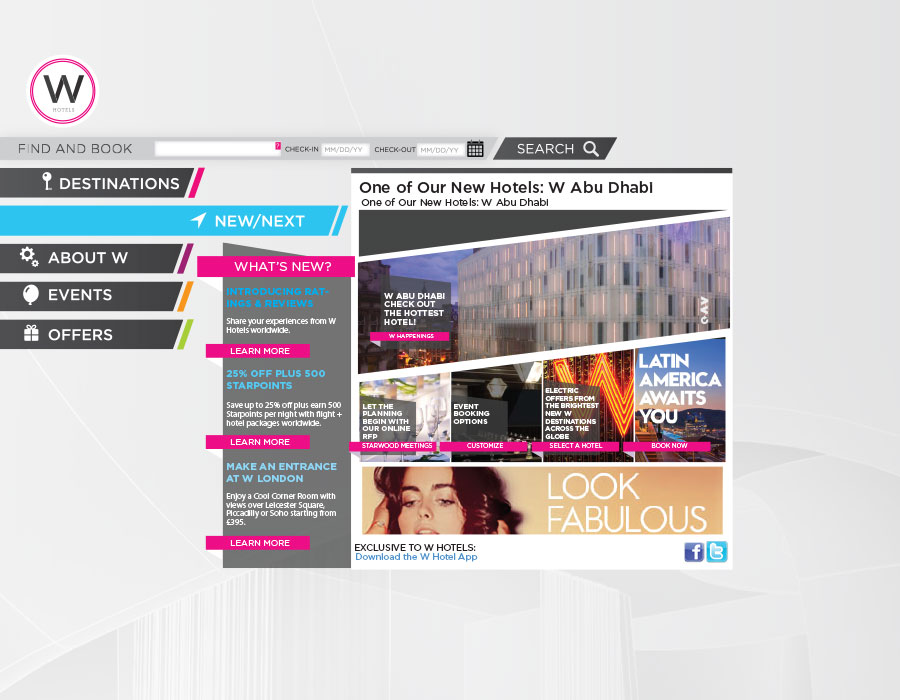 W
HOTELS
FIND AND BOOK
?
CHECK-IN
MM/DD/YY
CHECK-OUT
MM/DD/YY
SEARCH
DESTINATIONS
NEW/NEXT
ABOUT W
EVENTS
OFFERS
WHAT'S NEW?
INTRODUCING RAT-
INGS & REVIEWS
Share your experiences from W
Hotels worldwide.
LEARN MORE
25% OFF PLUS 500
STARPOINTS
Save up to 25% off plus earn 500
Starpoints per night with flight +
hotel packages worldwide.
LEARN MORE
MAKE AN ENTRANCE
AT W LONDON
Enjoy a Cool Corner Room with
views over Leicester Square,
Piccadilly or Soho starting from
£395.
LEARN MORE
One of Our New Hotels: W Abu Dhabi
One of Our New Hotels: W Abu Dhabi
W ABU DHABI
CHECK OUT
THE HOTTEST
HOTEL!
W HAPPENINGS
LET THE
PLANNING
BEGIN WITH
OUR ONLINE
RFP
STARWOOD MEETINGS
EVENT
BOOKING
OPTIONS
CUSTOMIZE
ELECTRIC
OFFERS FROM
THE BRIGHTEST
NEW W
DESTINATIONS
ACROSS THE
GLOBE
SELECT A HOTEL
W
LATIN
AMERICA
AWAITS
YOU
BOOK NOW
LOOK
FABULOUS
EXCLUSIVE TO W HOTELS:
Download the W Hotel App
f
t